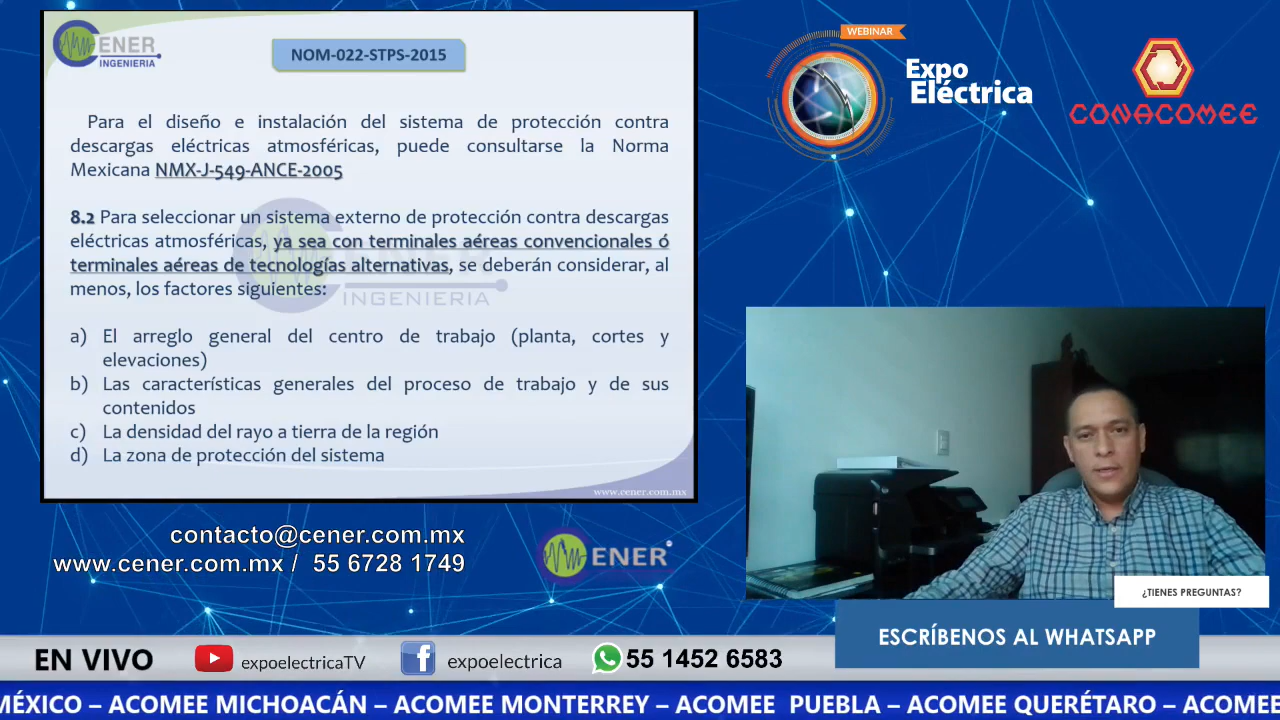 CENER
INGENIERIA
NOM-022-STPS-2015
Para el diseño e instalación del sistema de protección contra
descargas eléctricas atmosféricas, puede consultarse la Norma
Mexicana NMX-J-549-ANCE-2005
8.2 Para seleccionar un sistema externo de protección contra descargas
eléctricas atmosféricas, ya sea con terminales aéreas convencionales ó
terminales aéreas de tecnologías alternativas, se deberán considerar, al
menos, los factores siguientes:
CENER
INGENIERIA
a) El arreglo general del centro de trabajo (planta, cortes y
elevaciones)
b) Las características generales del proceso de trabajo y de sus
contenidos
c) La densidad del rayo a tierra de la región
d) La zona de protección del sistema
www.cener.com.mx
WEBINAR
Expo
Eléctrica
CONACOMEE
contacto@cener.com.mx
www.cener.com.mx / 55 6728 1749
CENER
¿TIENES PREGUNTAS?
ESCRÍBENOS AL WHATSAPP
EN VIVO expoelectricaTV expoelectrica 55 1452 6583
MÉXICO – ACOMEE MICHOACÁN – ACOMEE MONTERREY – ACOMEE PUEBLA – ACOMEE QUERÉTARO – ACOMEE